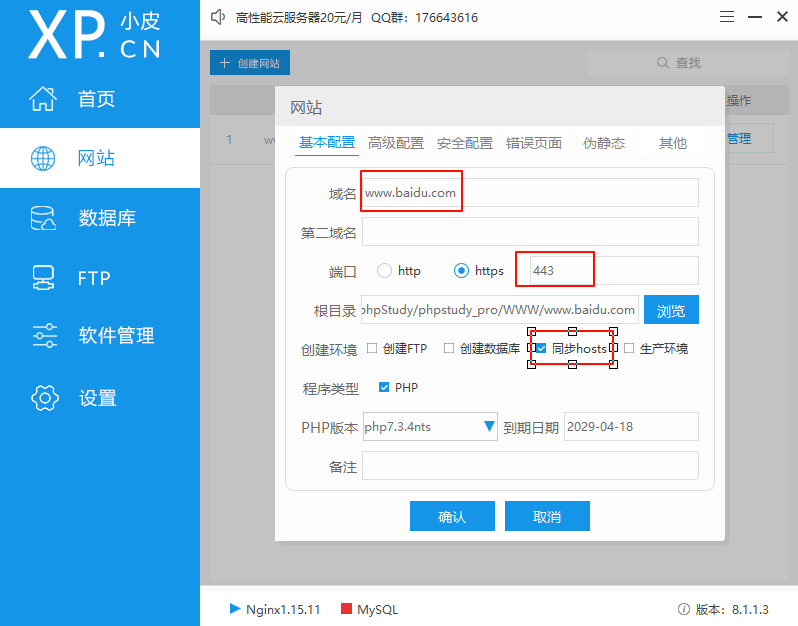 XP.CN 小皮
高性能云服务器20元/月 QQ群：176643616
首页
网站
数据库
FTP
软件管理
设置
创建网站
查找
操作
1 ww
管理
网站
基本配置 高级配置 安全配置 错误页面 伪静态 其他
域名 www.baidu.com
第二域名
端口 http https 443
根目录 phpStudy/phpstudy_pro/WWW/www.baidu.com 浏览
创建环境 创建FTP 创建数据库 同步hosts 生产环境
程序类型 PHP
PHP版本 php7.3.4nts 到期日期 2029-04-18
备注
确认 取消
Nginx1.15.11 MySQL
版本：8.1.1.3